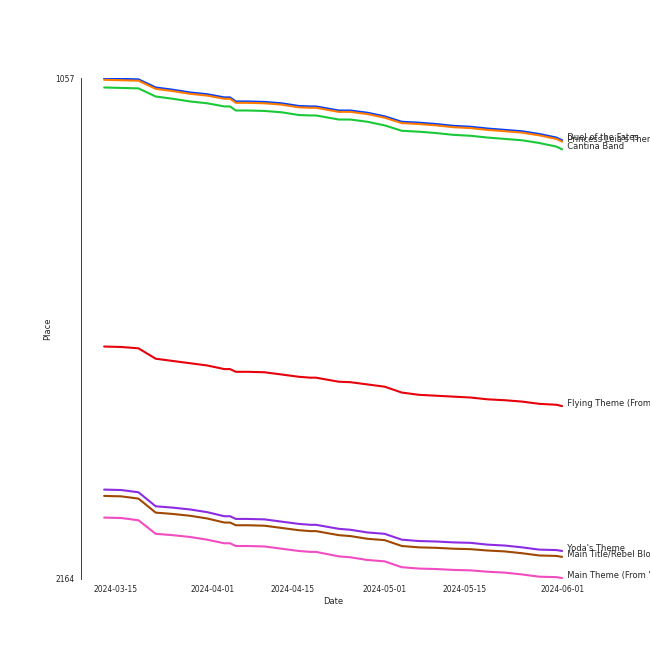 1057
Duel of the Fates
Princess Leia's Ther
Cantina Band
Place
Flying Theme (From
Yoda's Theme
Main Title/Rebel Blo
Main Theme (From "
2164
2024-03-15
2024-04-01
2024-04-15
2024-05-01
2024-05-15
2024-06-01
Date